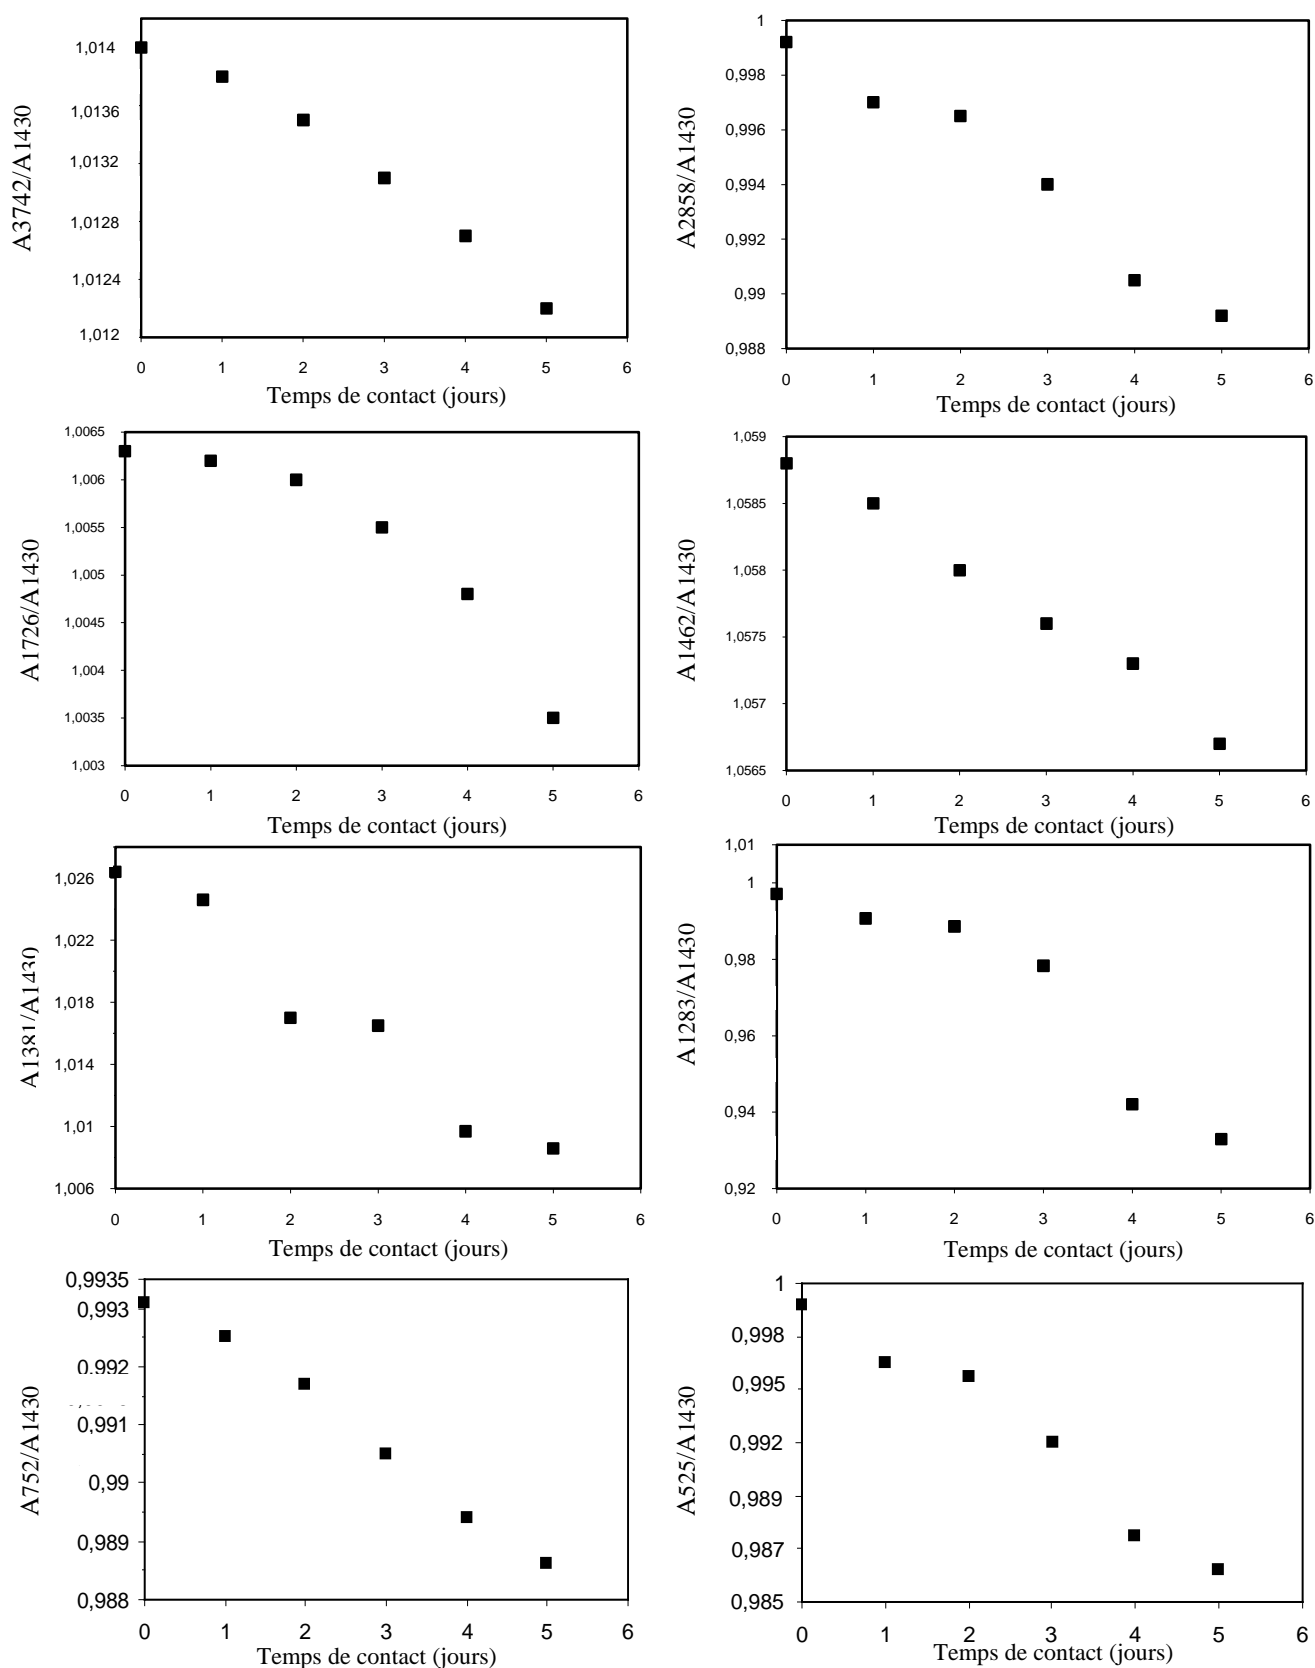 A3742/A1430
1,014
1,0136
1,0132
1,0128
1,0124
1,012
0 1 2 3 4 5 6
Temps de contact (jours)
A2858/A1430
1
0,998
0,996
0,994
0,992
0,99
0,988
0 1 2 3 4 5 6
Temps de contact (jours)
A1726/A1430
1,0065
1,006
1,0055
1,005
1,0045
1,004
1,0035
1,003
0 1 2 3 4 5 6
Temps de contact (jours)
A1462/A1430
1,059
1,0585
1,058
1,0575
1,057
1,0565
0 1 2 3 4 5 6
Temps de contact (jours)
A1381/A1430
1,026
1,022
1,018
1,014
1,01
1,006
0 1 2 3 4 5 6
Temps de contact (jours)
A1283/A1430
1,01
1
0,98
0,96
0,94
0,92
0 1 2 3 4 5 6
Temps de contact (jours)
A752/A1430
0,9935
0,993
0,992
0,991
0,99
0,989
0,988
0 1 2 3 4 5 6
Temps de contact (jours)
A525/A1430
1
0,998
0,995
0,992
0,989
0,987
0,985
0 1 2 3 4 5 6
Temps de contact (jours)